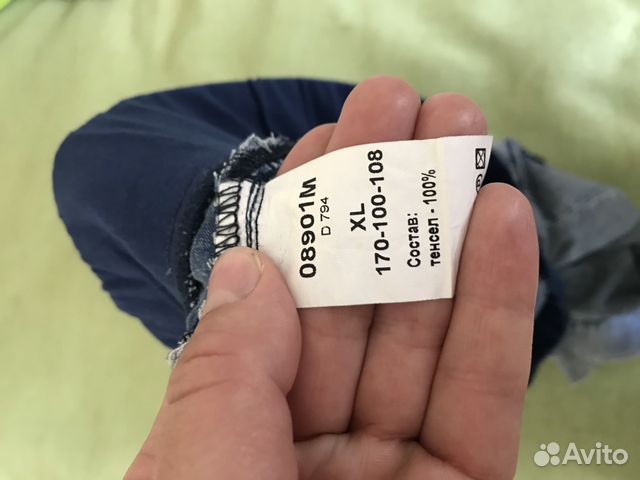 08901M
D 794
XL
170-100-108
Состав:
тенсел - 100%
Avito